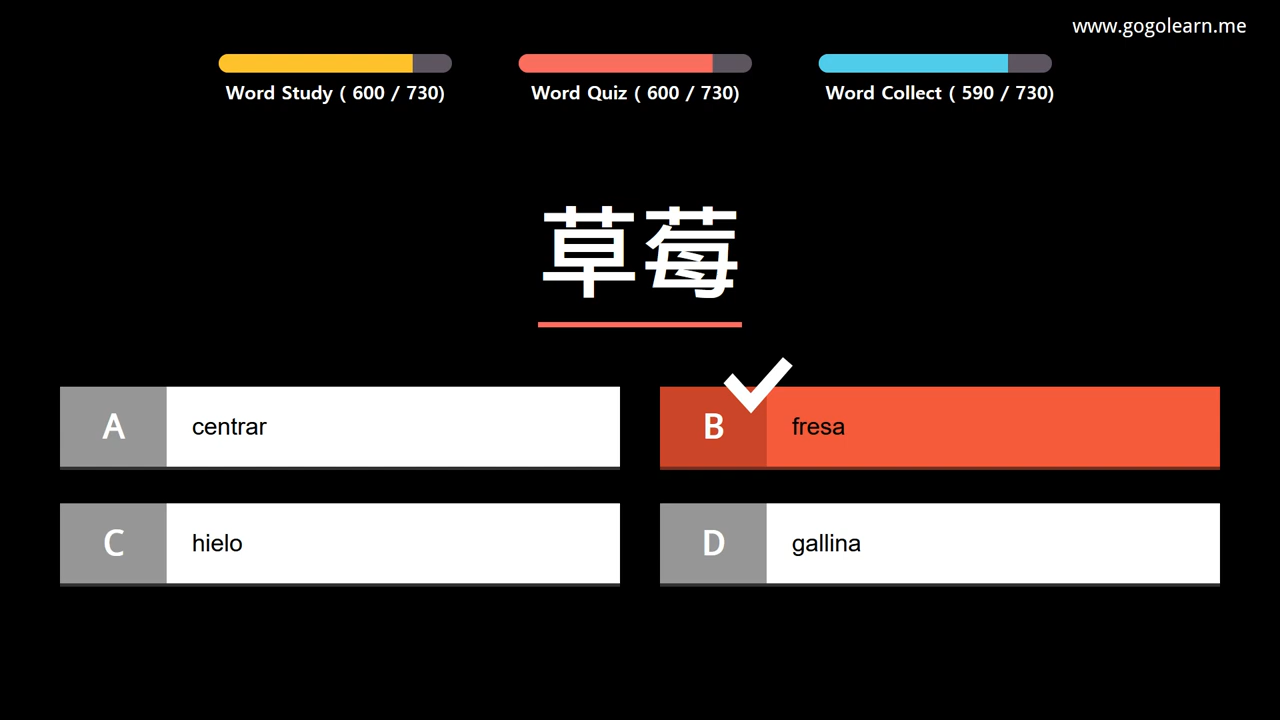 www.gogolearn.me
Word Study ( 600 / 730)
Word Quiz ( 600 / 730)
Word Collect ( 590 / 730)
草莓
A centrar
B fresa
C hielo
D gallina